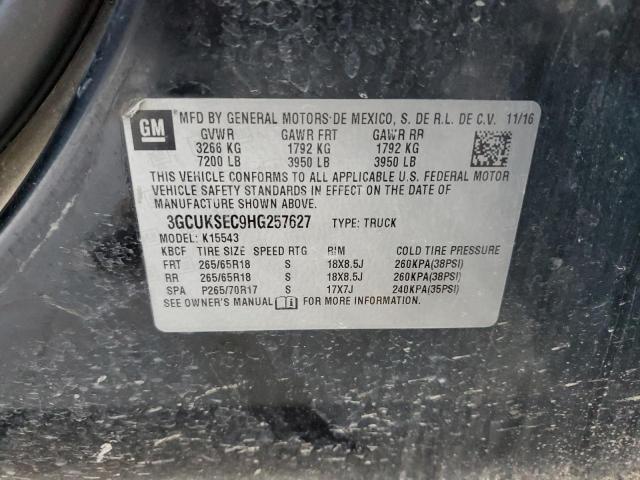 GM
MFD BY GENERAL MOTORS DE MEXICO, S. DE R.L. DE C.V. 11/16
GVWR GAWR FRT GAWR RR
3266 KG 1792 KG 1792 KG
7200 LB 3950 LB 3950 LB
THIS VEHICLE CONFORMS TO ALL APPLICABLE U.S. FEDERAL MOTOR
VEHICLE SAFETY STANDARDS IN EFFECT ON THE DATE OF
MANUFACTURE SHOWN ABOVE.
3GCUKSEC9HG257627 TYPE: TRUCK
MODEL: K15543
KBCF TIRE SIZE SPEED RTG RIM COLD TIRE PRESSURE
FRT 265/65R18 S 18X8.5J 260KPA(38PSI)
RR 265/65R18 S 18X8.5J 260KPA(38PSI)
SPA P265/70R17 S 17X7J 240KPA(35PSI)
SEE OWNER'S MANUAL FOR MORE INFORMATION.